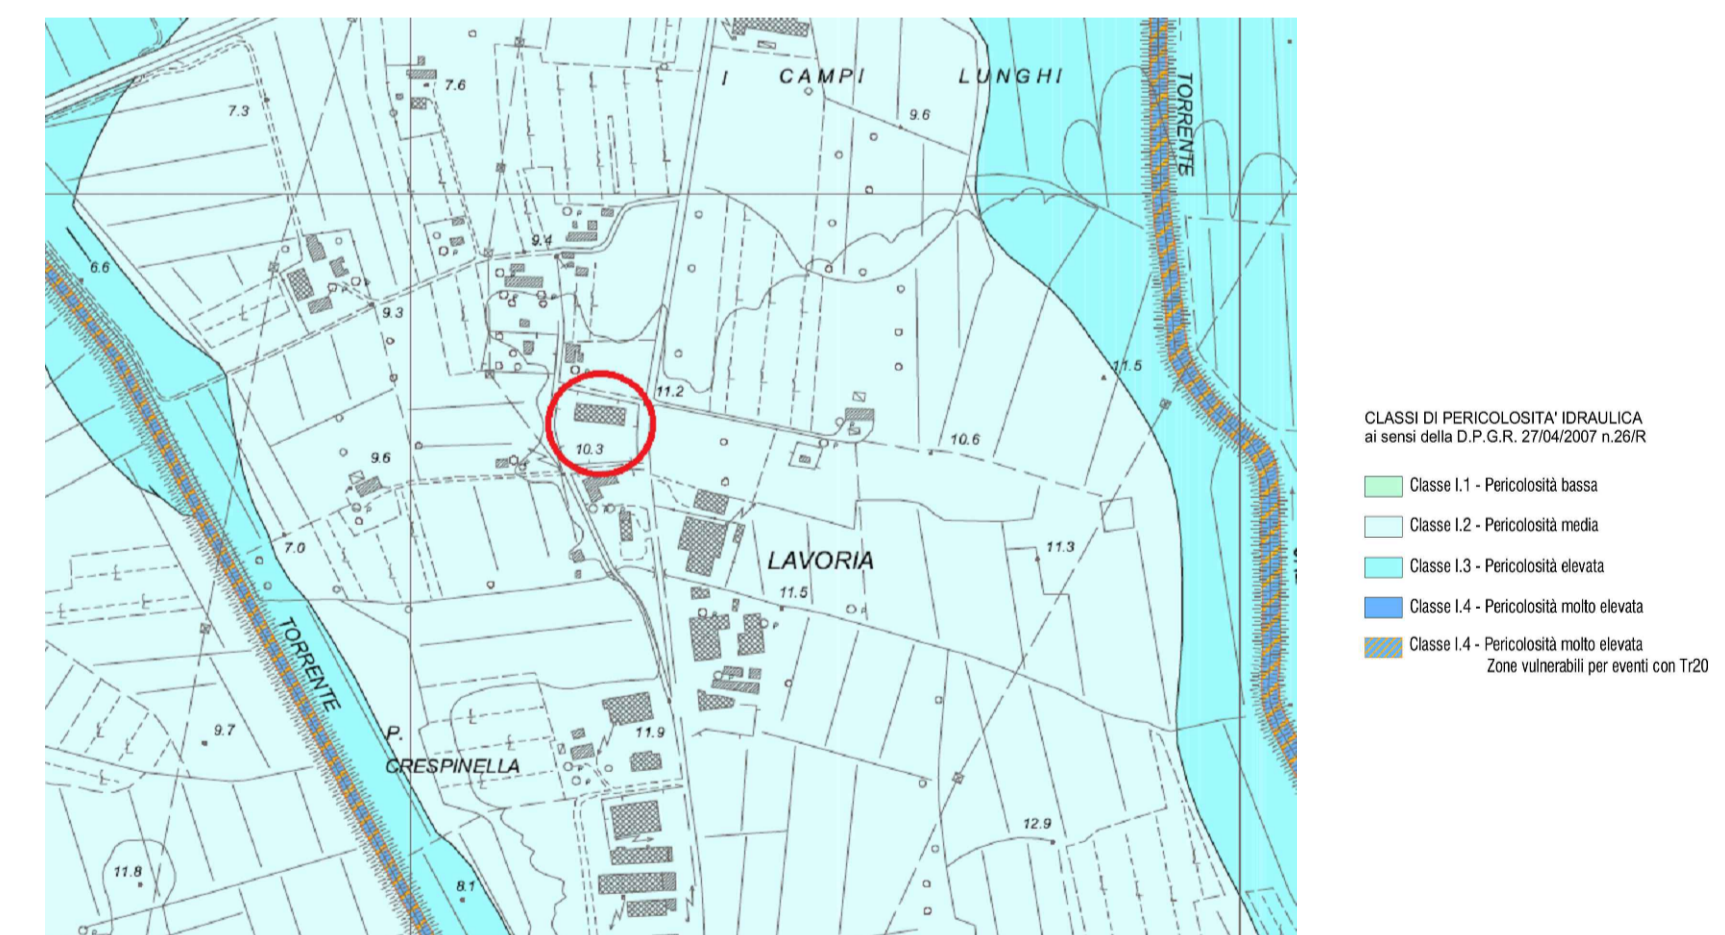 I CAMPI LUNGHI
TORRENTE
7.6
7.3
9.6
9.4
6.6
9.3
11.5
11.2
10.6
10.3
9.6
7.0
11.3
LAVORIA
11.5
TORRENTE
9.7
P.
CRESPINELLA
11.9
12.9
11.8
8.1
CLASSI DI PERICOLOSITA' IDRAULICA
ai sensi della D.P.G.R. 27/04/2007 n.26/R
Classe I.1 - Pericolosità bassa
Classe I.2 - Pericolosità media
Classe I.3 - Pericolosità elevata
Classe I.4 - Pericolosità molto elevata
Classe I.4 - Pericolosità molto elevata
Zone vulnerabili per eventi con Tr20